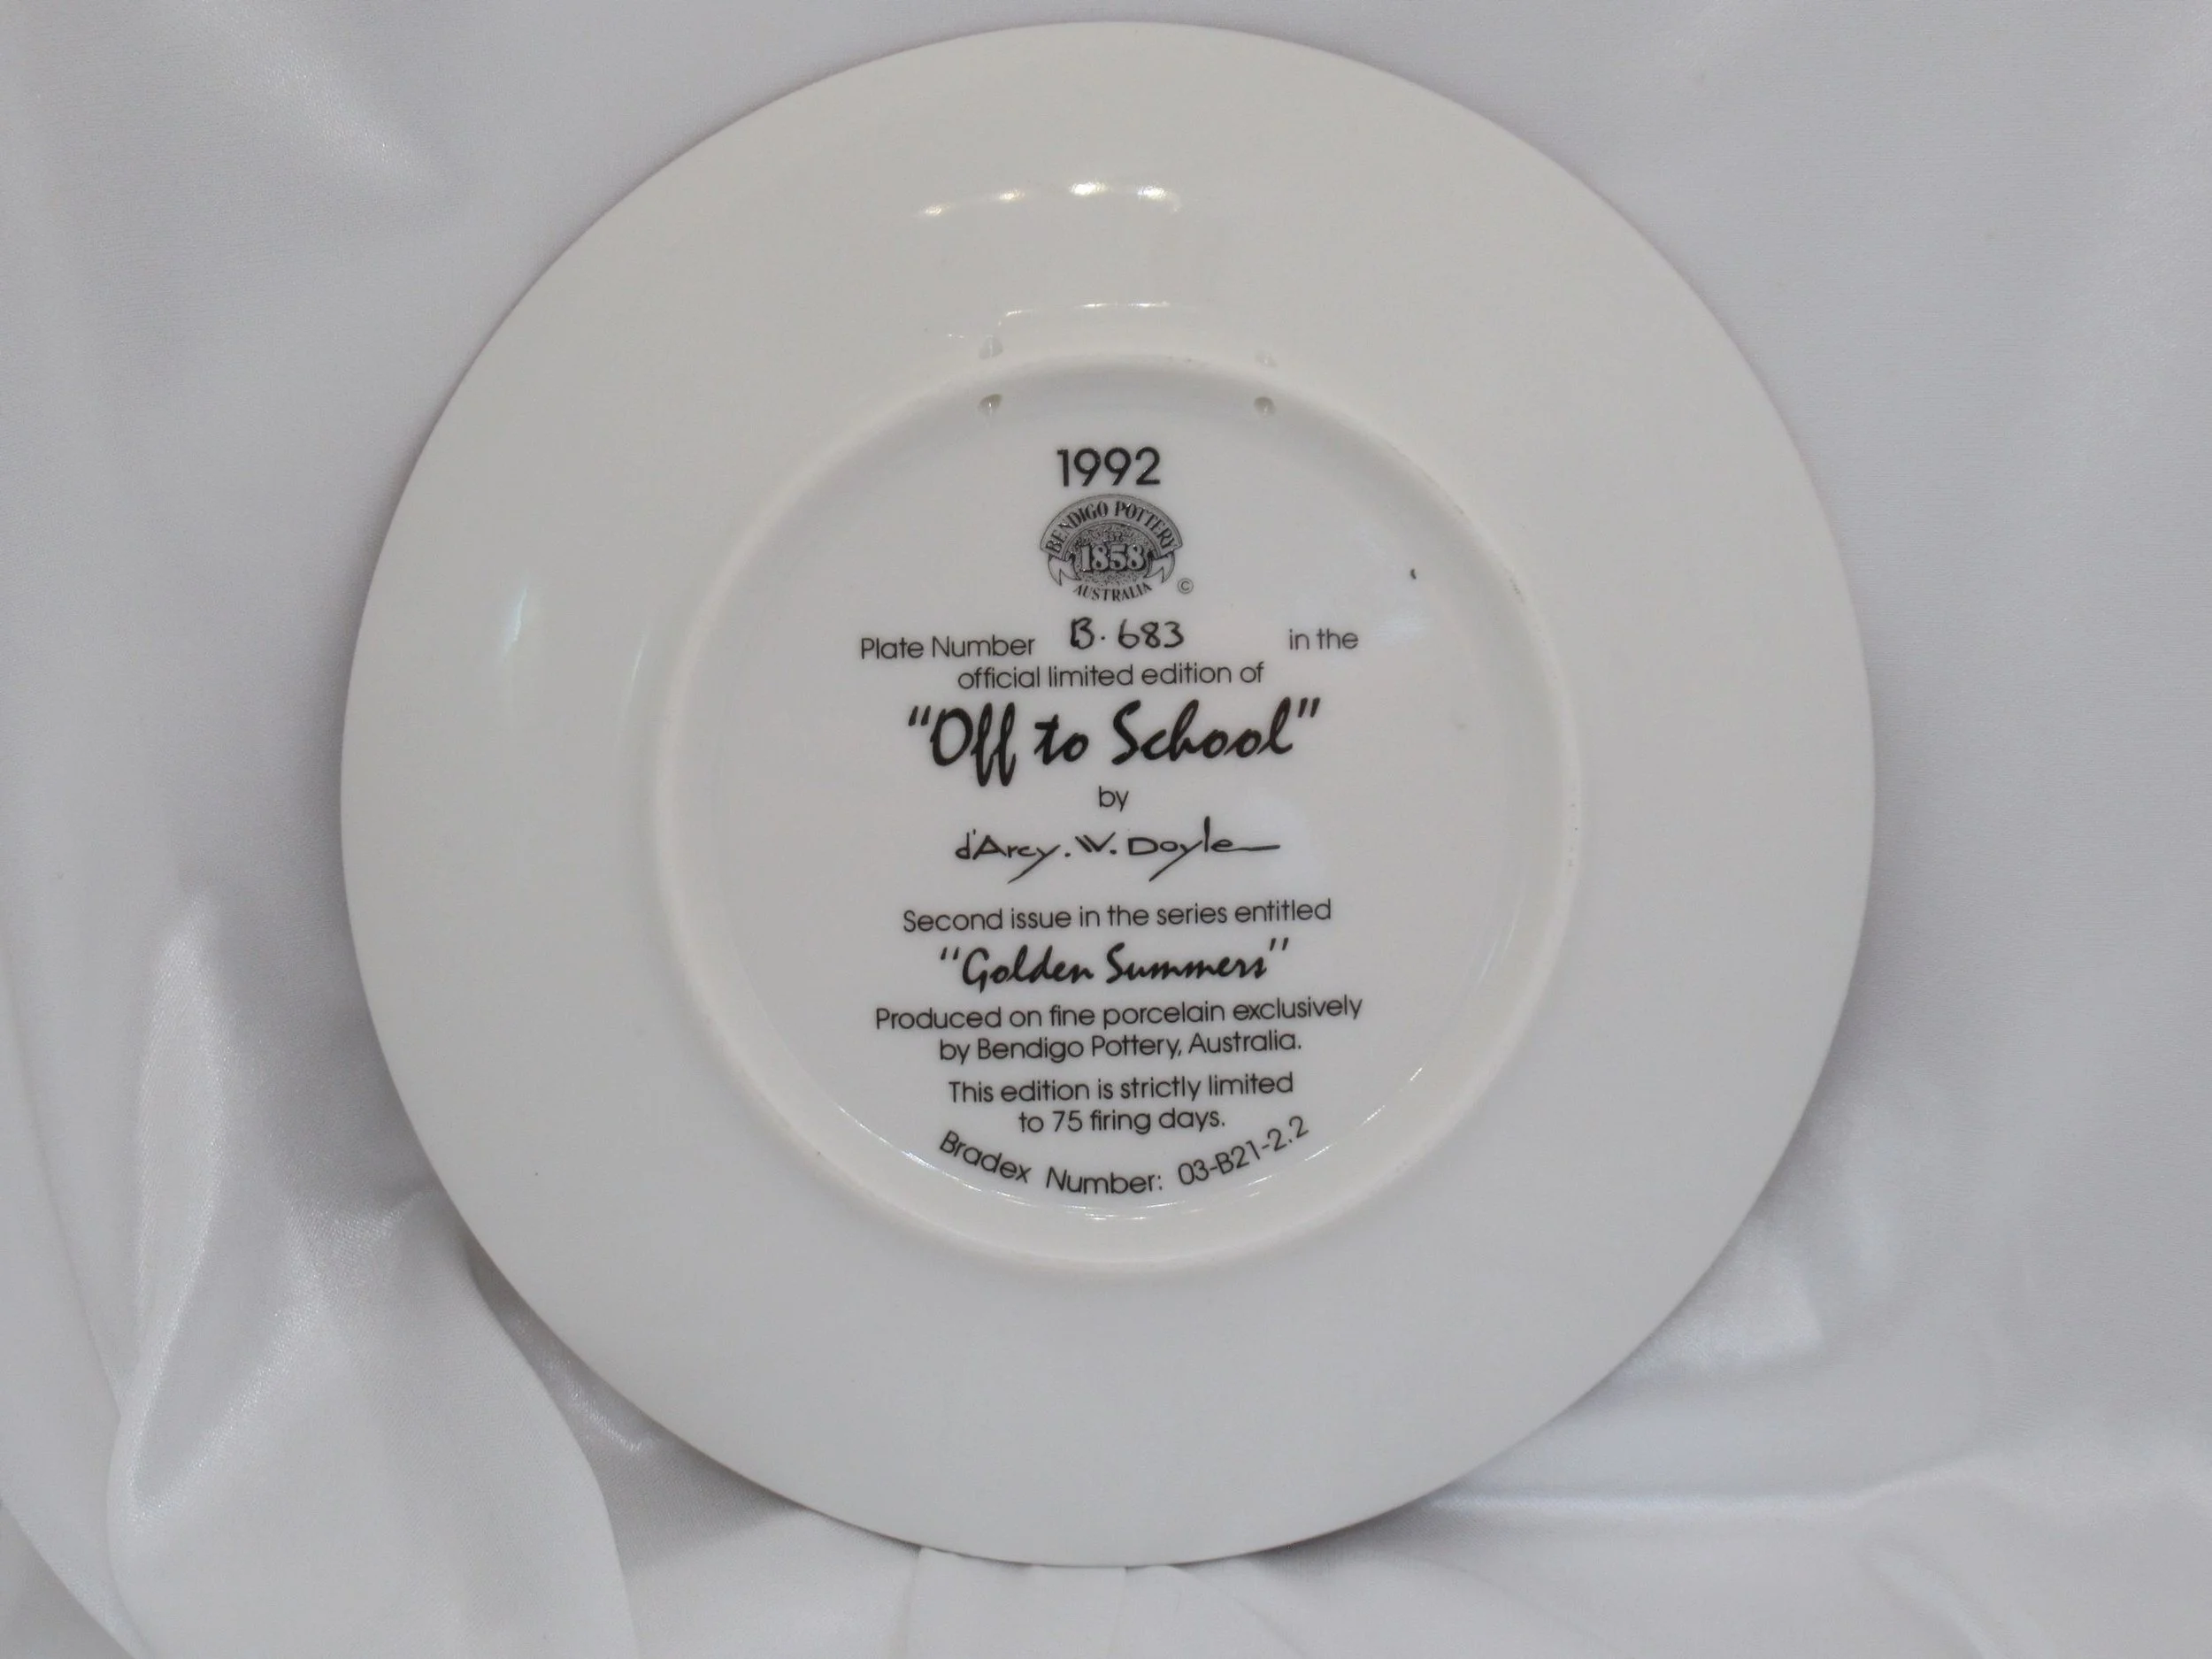 1992
BENDIGO POTTERY
EST
1858
AUSTRALIA ©
Plate Number B·683 in the
official limited edition of
"Off to School"
by
d'Arcy.W.Doyle
Second issue in the series entitled
"Golden Summers"
Produced on fine porcelain exclusively
by Bendigo Pottery, Australia.
This edition is strictly limited
to 75 firing days.
Bradex Number: 03-B21-2.2